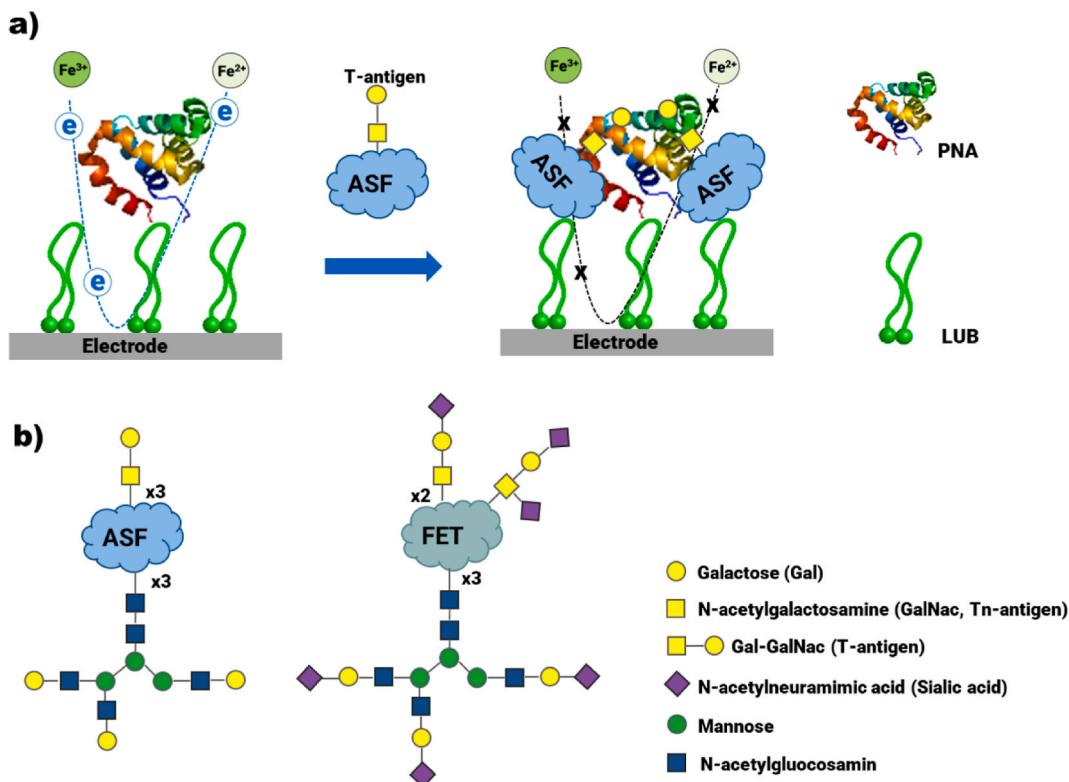 a)
Fe³⁺
Fe²⁺
e
e
e
Electrode
T-antigen
ASF
Fe³⁺
Fe²⁺
x
x
x
ASF
ASF
Electrode
PNA
LUB
b)
x3
ASF
x3
x2
FET
x3
Galactose (Gal)
N-acetylgalactosamine (GalNac, Tn-antigen)
Gal-GalNac (T-antigen)
N-acetylneuramimic acid (Sialic acid)
Mannose
N-acetylglucosamin